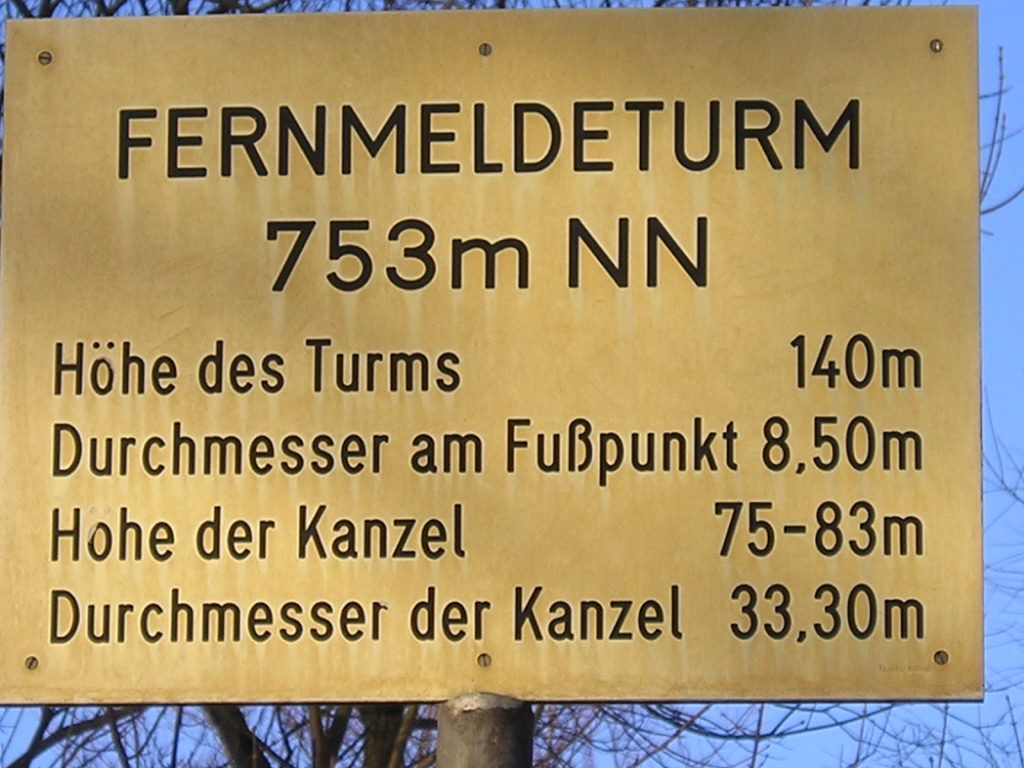 FERNMELDETURM
753m NN
Höhe des Turms 140m
Durchmesser am Fußpunkt 8,50m
Höhe der Kanzel 75-83m
Durchmesser der Kanzel 33,30m